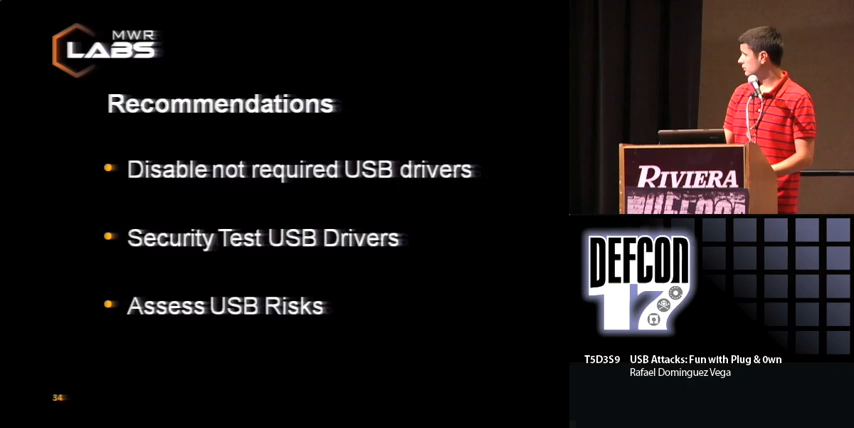 MWR
LABS
Recommendations
Disable not required USB drivers
Security Test USB Drivers
Assess USB Risks
34
RIVIERA
DEFCON
DEFCON
17
T5D3S9 USB Attacks: Fun with Plug & 0wn
Rafael Dominguez Vega